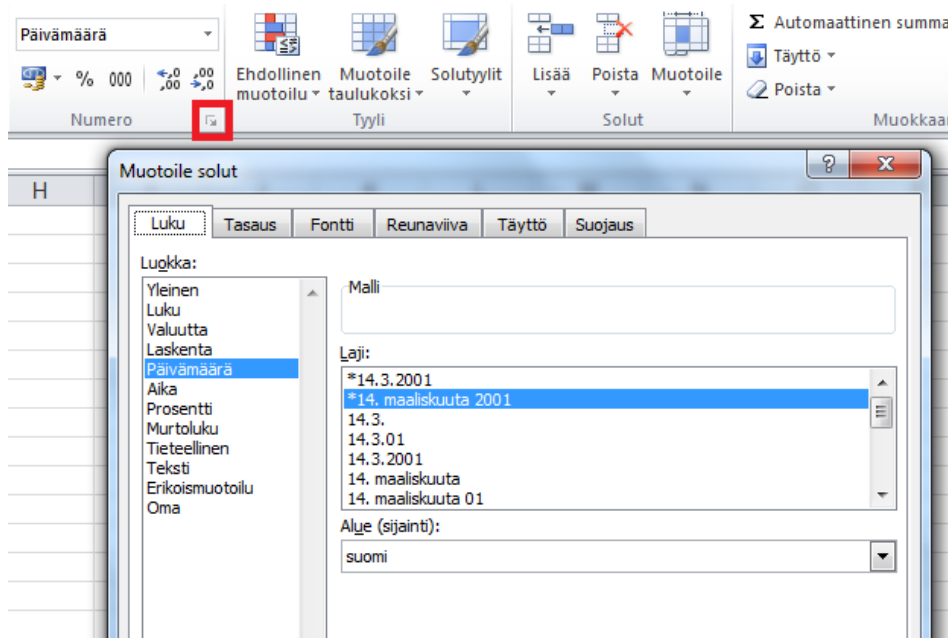 Päivämäärä
% 000 ,0 ,00 ,00 ,0
Ehdollinen muotoilu
Muotoile taulukoksi
Solutyylit
Lisää
Poista
Muotoile
Σ Automaattinen summa
Täyttö
Poista
Numero
Tyyli
Solut
Muokkaa
H
Muotoile solut
? X
Luku
Tasaus
Fontti
Reunaviiva
Täyttö
Suojaus
Luokka:
Yleinen
Luku
Valuutta
Laskenta
Päivämäärä
Aika
Prosentti
Murtoluku
Tieteellinen
Teksti
Erikoismuotoilu
Oma
Malli
Laji:
*14.3.2001
*14. maaliskuuta 2001
14.3.
14.3.01
14.3.2001
14. maaliskuuta
14. maaliskuuta 01
Alue (sijainti):
suomi